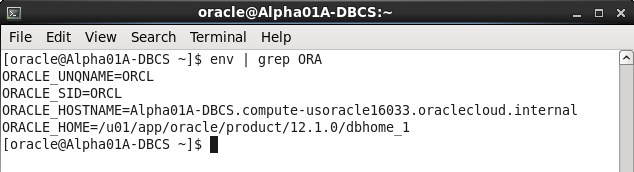 oracle@Alpha01A-DBCS:~
File Edit View Search Terminal Help
[oracle@Alpha01A-DBCS ~]$ env | grep ORA
ORACLE_UNQNAME=ORCL
ORACLE_SID=ORCL
ORACLE_HOSTNAME=Alpha01A-DBCS.compute-usoracle16033.oraclecloud.internal
ORACLE_HOME=/u01/app/oracle/product/12.1.0/dbhome_1
[oracle@Alpha01A-DBCS ~]$